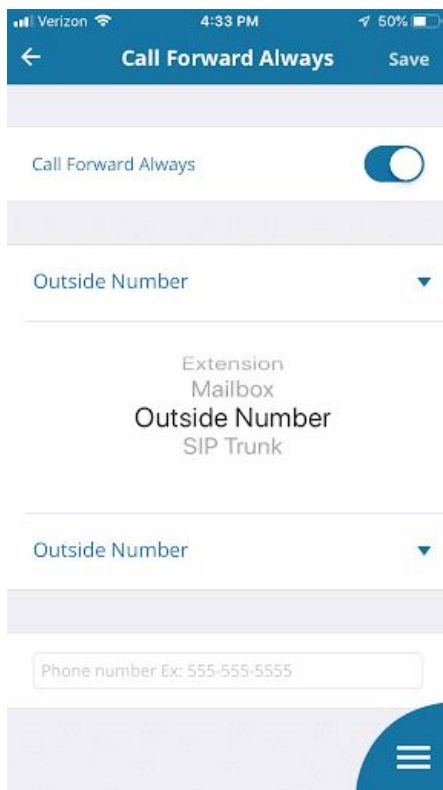 Verizon 4:33 PM 50%
Call Forward Always Save
Call Forward Always
Outside Number
Extension
Mailbox
Outside Number
SIP Trunk
Outside Number
Phone number Ex: 555-555-5555